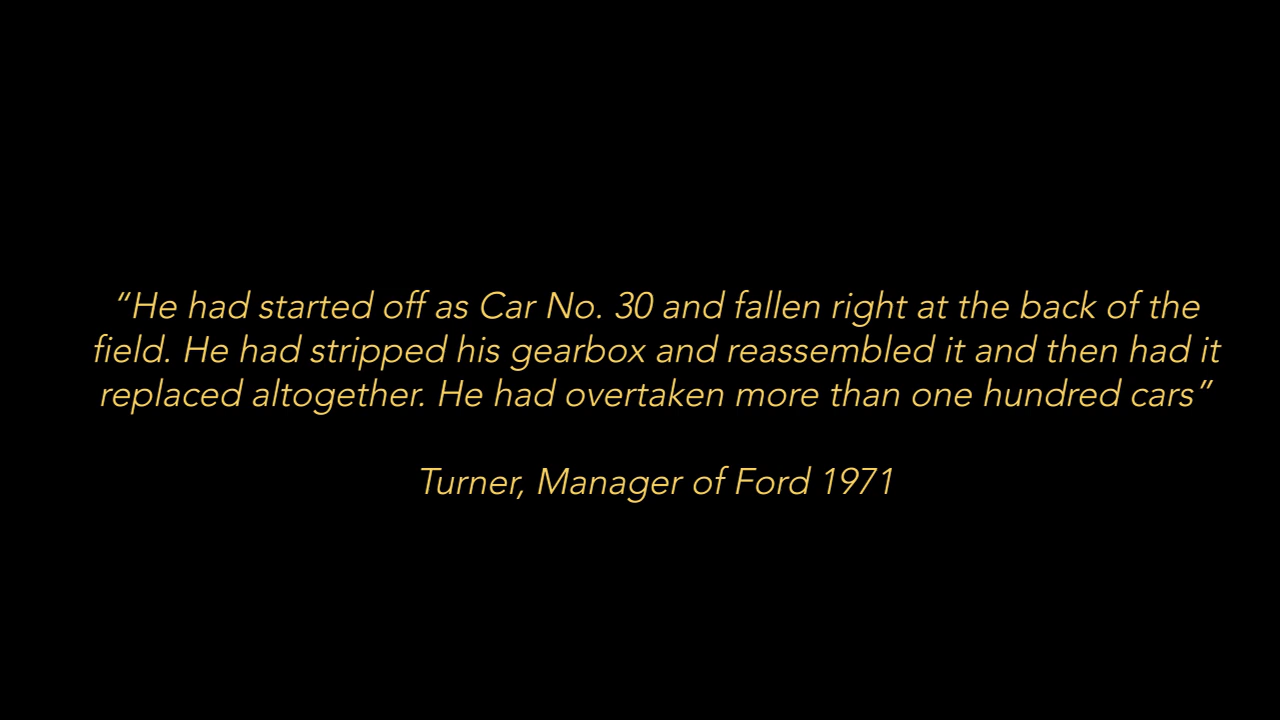 “He had started off as Car No. 30 and fallen right at the back of the
field. He had stripped his gearbox and reassembled it and then had it
replaced altogether. He had overtaken more than one hundred cars”
Turner, Manager of Ford 1971